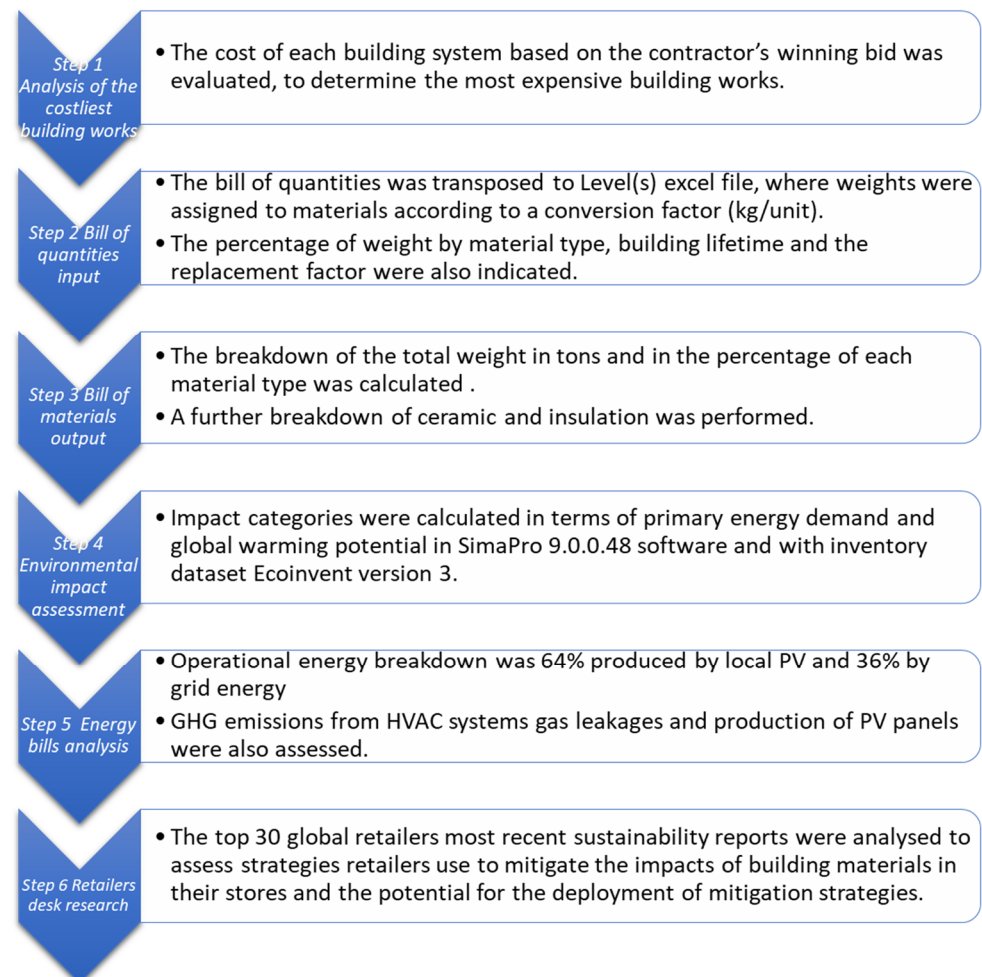 Step 1
Analysis of the
costliest
building works
• The cost of each building system based on the contractor’s winning bid was
evaluated, to determine the most expensive building works.
Step 2 Bill of
quantities
input
• The bill of quantities was transposed to Level(s) excel file, where weights were
assigned to materials according to a conversion factor (kg/unit).
• The percentage of weight by material type, building lifetime and the
replacement factor were also indicated.
Step 3 Bill of
materials
output
• The breakdown of the total weight in tons and in the percentage of each
material type was calculated .
• A further breakdown of ceramic and insulation was performed.
Step 4
Environmental
impact
assessment
• Impact categories were calculated in terms of primary energy demand and
global warming potential in SimaPro 9.0.0.48 software and with inventory
dataset Ecoinvent version 3.
Step 5 Energy
bills analysis
• Operational energy breakdown was 64% produced by local PV and 36% by
grid energy
• GHG emissions from HVAC systems gas leakages and production of PV panels
were also assessed.
Step 6 Retailers
desk research
• The top 30 global retailers most recent sustainability reports were analysed to
assess strategies retailers use to mitigate the impacts of building materials in
their stores and the potential for the deployment of mitigation strategies.